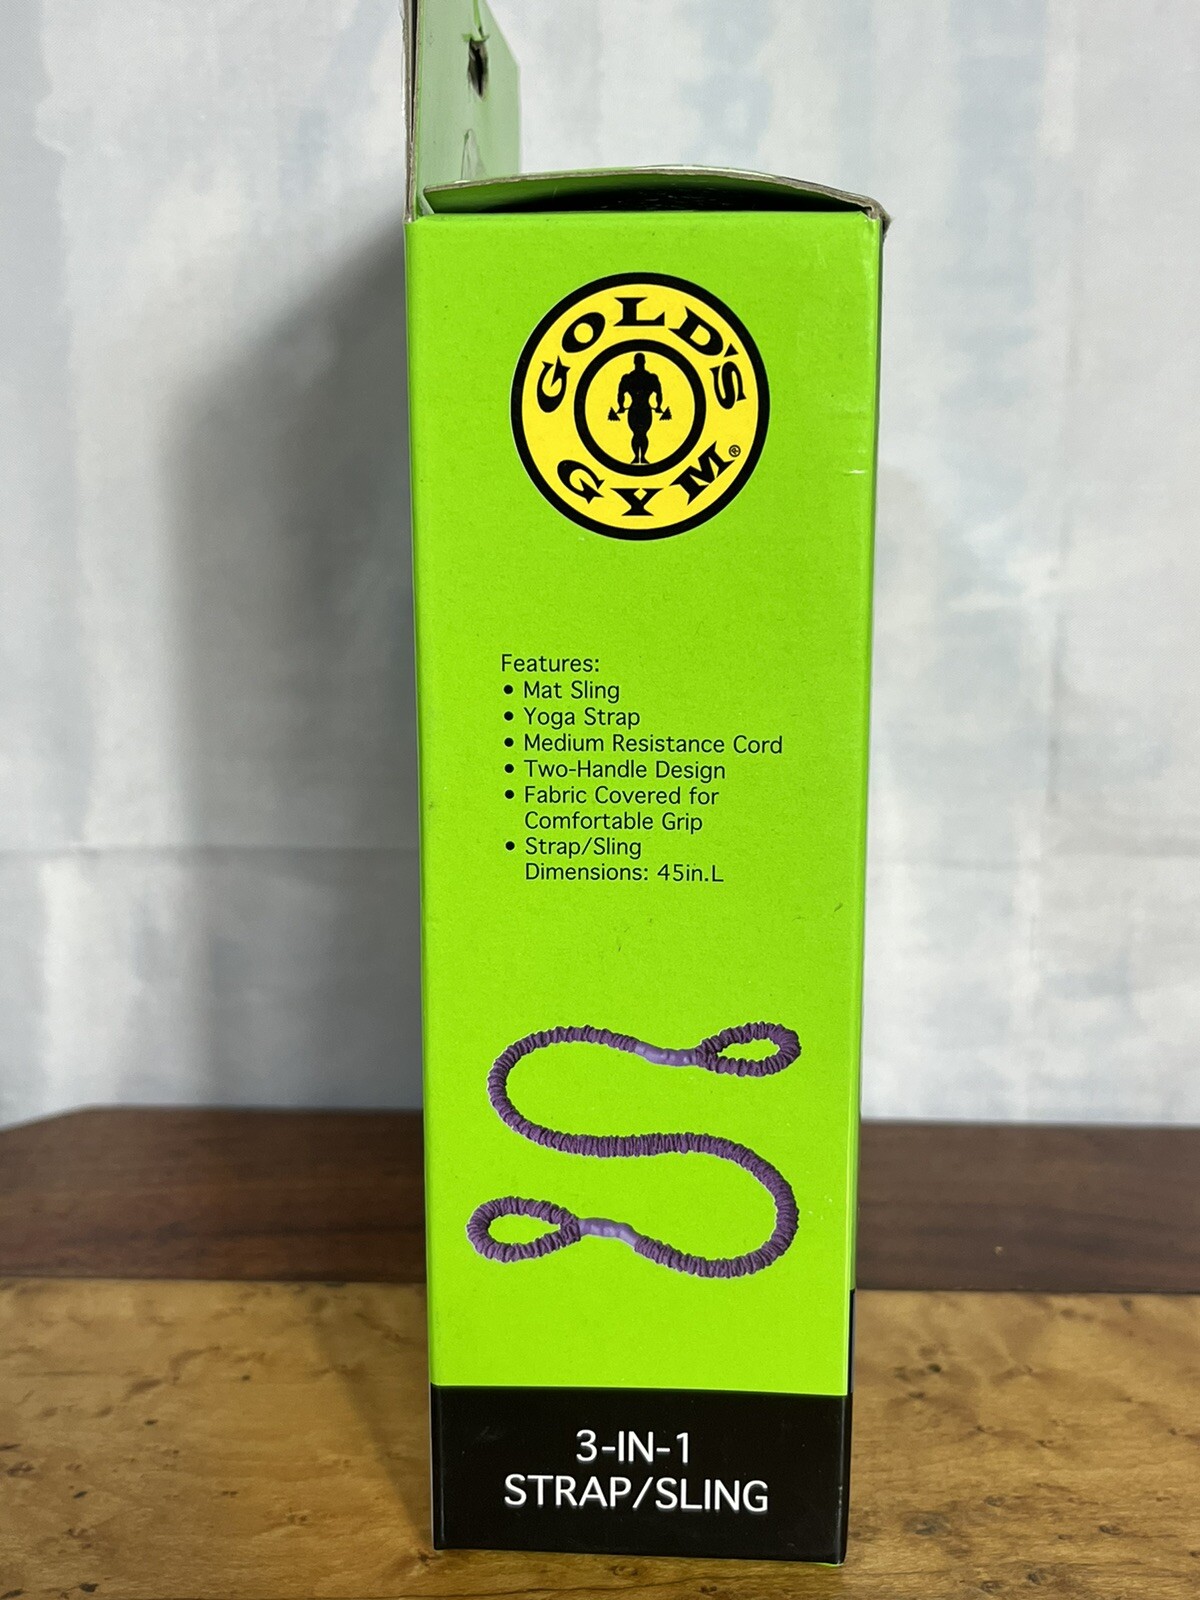 GOLD'S
GYM®
Features:
• Mat Sling
• Yoga Strap
• Medium Resistance Cord
• Two-Handle Design
• Fabric Covered for
Comfortable Grip
• Strap/Sling
Dimensions: 45in.L
3-IN-1
STRAP/SLING